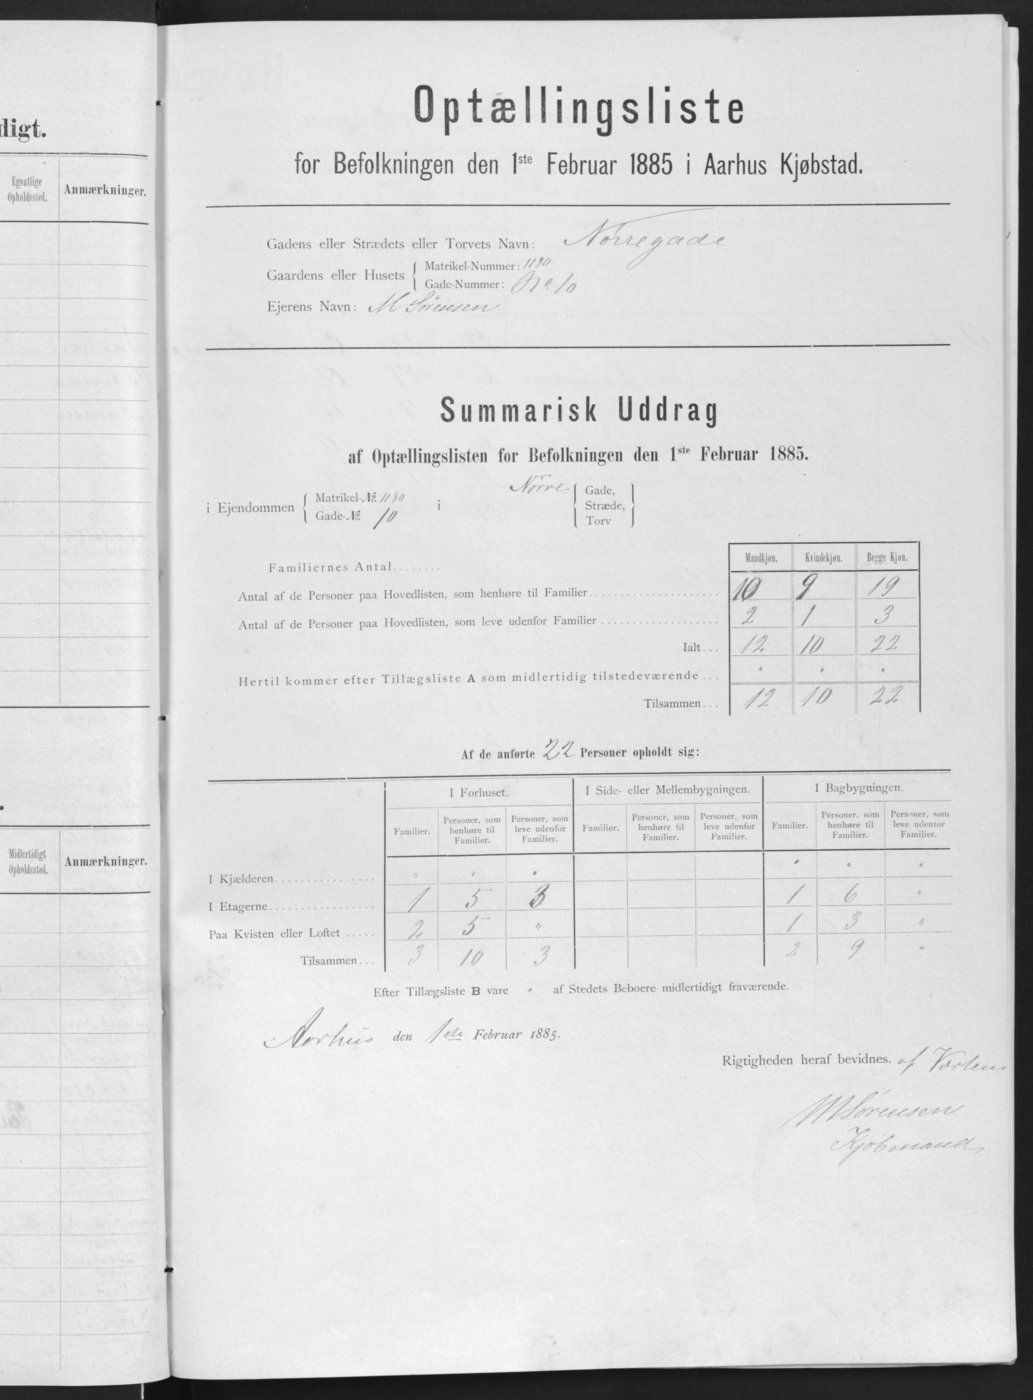 digt.
Egentlige Opholdssted.
Anmærkninger.
Midlertidigt Opholdssted.
Anmærkninger.
Optællingsliste
for Befolkningen den 1ste Februar 1885 i Aarhus Kjøbstad.
Gadens eller Strædets eller Torvets Navn: Nørregade
Gaardens eller Husets { Matrikel-Nummer: 1180
Gade-Nummer: No. 10
Ejerens Navn: M. Sörensen
Summarisk Uddrag
af Optællingslisten for Befolkningen den 1ste Februar 1885.
i Ejendommen { Matrikel-№ 1180 i Nørre- { Gade, }
Gade-№ 10 Stræde,
Torv
Mandkjøn. Kvindekjøn. Begge Kjøn.
Familiernes Antal........
Antal af de Personer paa Hovedlisten, som henhøre til Familier..................... 10 9 19
Antal af de Personer paa Hovedlisten, som leve udenfor Familier................... 2 1 3
Ialt... 12 10 22
Hertil kommer efter Tillægsliste A som midlertidig tilstedeværende... " " "
Tilsammen... 12 10 22
Af de anførte 22 Personer opholdt sig:
I Forhuset. I Side- eller Mellembygningen. I Bagbygningen.
Familier. Personer, som henhøre til Familier. Personer, som leve udenfor Familier. Familier. Personer, som henhøre til Familier. Personer, som leve udenfor Familier. Familier. Personer, som henhøre til Familier. Personer, som leve udenfor Familier.
I Kjælderen................ " " " " " "
I Etagerne................. 1 5 3 1 6 "
Paa Kvisten eller Loftet..... 2 5 " 1 3 "
Tilsammen... 3 10 3 2 9 "
Efter Tillægsliste B vare " af Stedets Beboere midlertidigt fraværende.
Aarhus den 1ste Februar 1885.
Rigtigheden heraf bevidnes. af Værten
M Sörensen
Kjøbmand